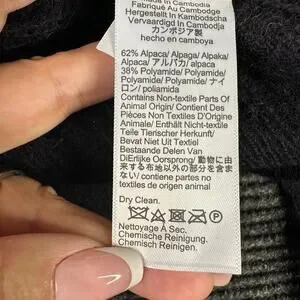 Made in Cambodia
Fabriqué Au Cambodge
Hergestellt In Kambodscha
Vervaardigd In Cambodja
カンボジア製
hecho en camboya
62% Alpaca/ Alpaga/ Alpaka/
Alpaca/ アルパカ/ alpaca
38% Polyamide/ Polyamide/
Polyamid/ Polyamide/ ナイ
ロン/ poliamida
Contains Non-textile Parts Of
Animal Origin/ Contient Des
Pièces Non Textiles D'Origine
Animale/ Enthält Nicht-textile
Teile Tierischer Herkunft/
Bevat Niet Uit Textiel
Bestaande Delen Van
DiErlijke Oorsprong/ 動物に由
来する布地以外の部分を含ま
ない/ contiene partes no
textiles de origen animal
Dry Clean.
P
Nettoyage À Sec.
Chemische Reinigung.
Chemisch Reinigen.